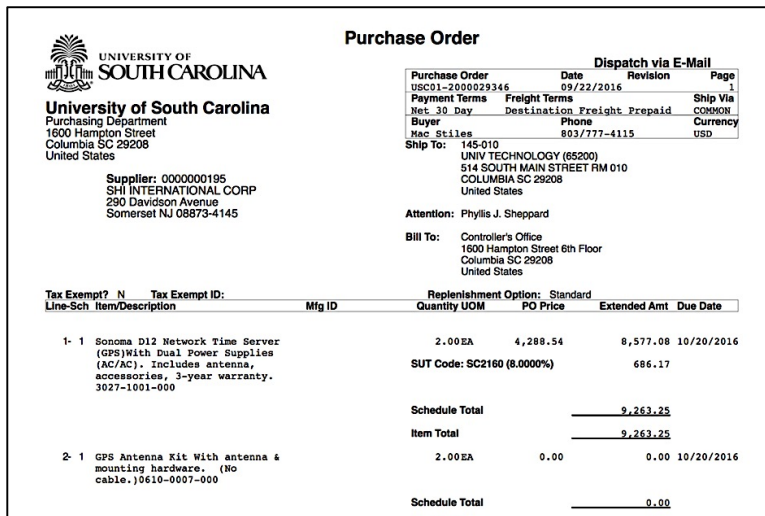 Purchase Order
UNIVERSITY OF
SOUTH CAROLINA
Dispatch via E-Mail
Purchase Order Date Revision Page
USC01-2000029346 09/22/2016 1
Payment Terms Freight Terms Ship Via
Net 30 Day Destination Freight Prepaid COMMON
Buyer Phone Currency
Mac Stiles 803/777-4115 USD
University of South Carolina
Purchasing Department
1600 Hampton Street
Columbia SC 29208
United States
Supplier: 0000000195
SHI INTERNATIONAL CORP
290 Davidson Avenue
Somerset NJ 08873-4145
Ship To: 145-010
UNIV TECHNOLOGY (65200)
514 SOUTH MAIN STREET RM 010
COLUMBIA SC 29208
United States
Attention: Phyllis J. Sheppard
Bill To: Controller's Office
1600 Hampton Street 6th Floor
Columbia SC 29208
United States
Tax Exempt? N Tax Exempt ID: Replenishment Option: Standard
Line-Sch Item/Description Mfg ID Quantity UOM PO Price Extended Amt Due Date
1- 1 Sonoma D12 Network Time Server 2.00EA 4,288.54 8,577.08 10/20/2016
(GPS)With Dual Power Supplies
(AC/AC). Includes antenna, SUT Code: SC2160 (8.0000%) 686.17
accessories, 3-year warranty.
3027-1001-000
Schedule Total 9,263.25
Item Total 9,263.25
2- 1 GPS Antenna Kit With antenna & 2.00EA 0.00 0.00 10/20/2016
mounting hardware. (No
cable.)0610-0007-000
Schedule Total 0.00